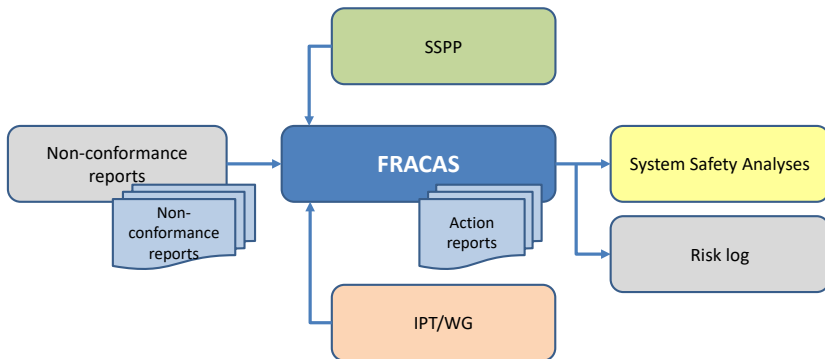 SSPP
Non-conformance
reports
FRACAS
System Safety Analyses
Non-
conformance
reports
Action
reports
Risk log
IPT/WG